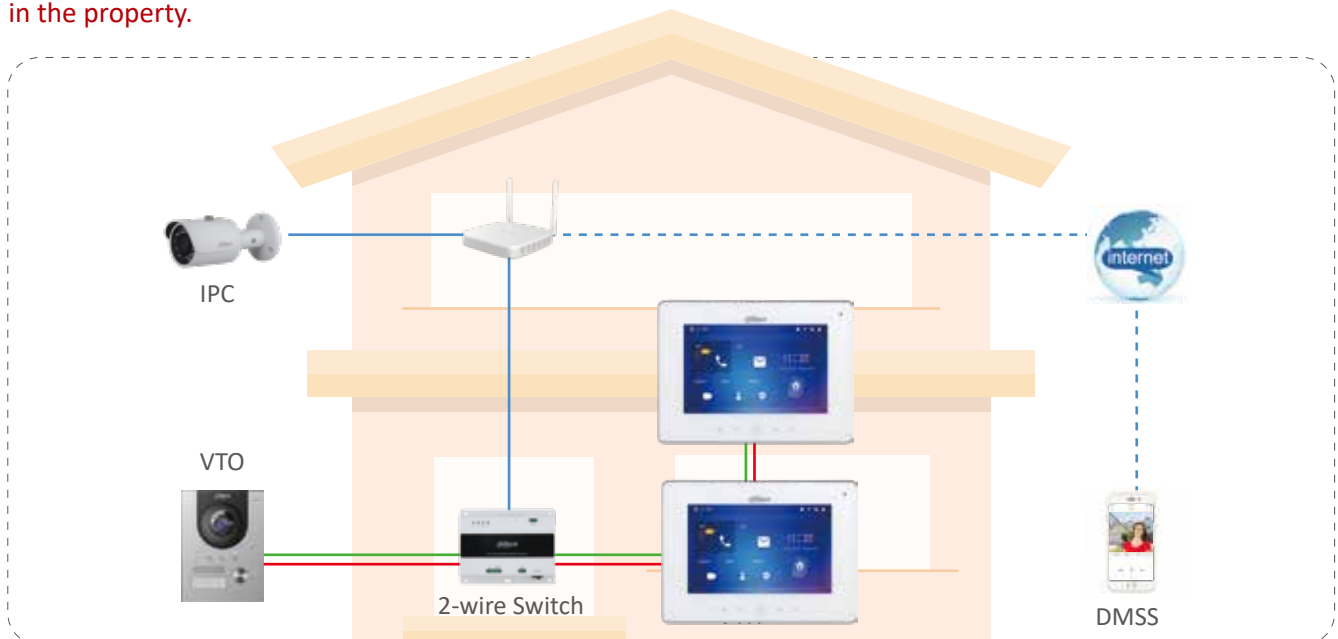 in the property.
IPC
internet
VTO
2-wire Switch
DMSS